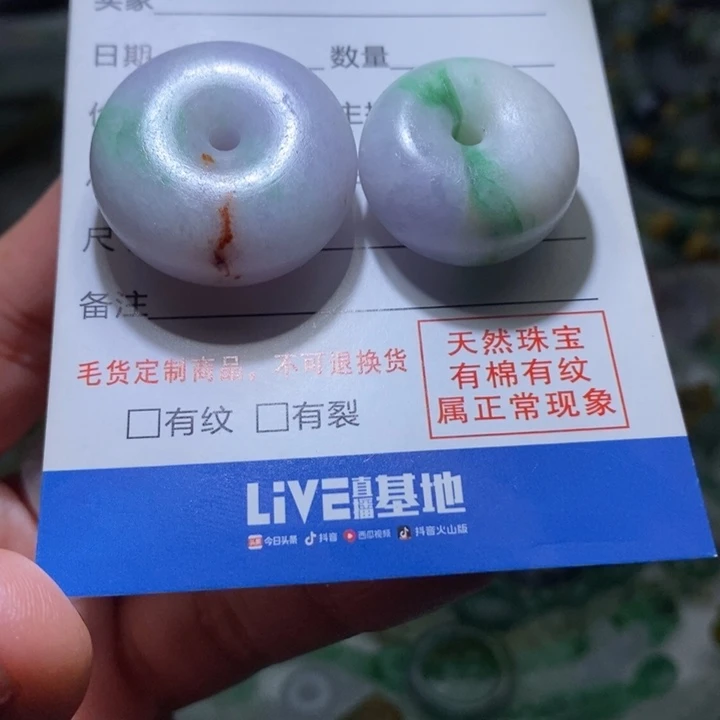 卖家
日期
数量
尺
备注
毛货定制商品，不可退换货
天然珠宝
有棉有纹
属正常现象
□有纹 □有裂
LiVE直播基地
今日头条 抖音 西瓜视频 抖音火山版